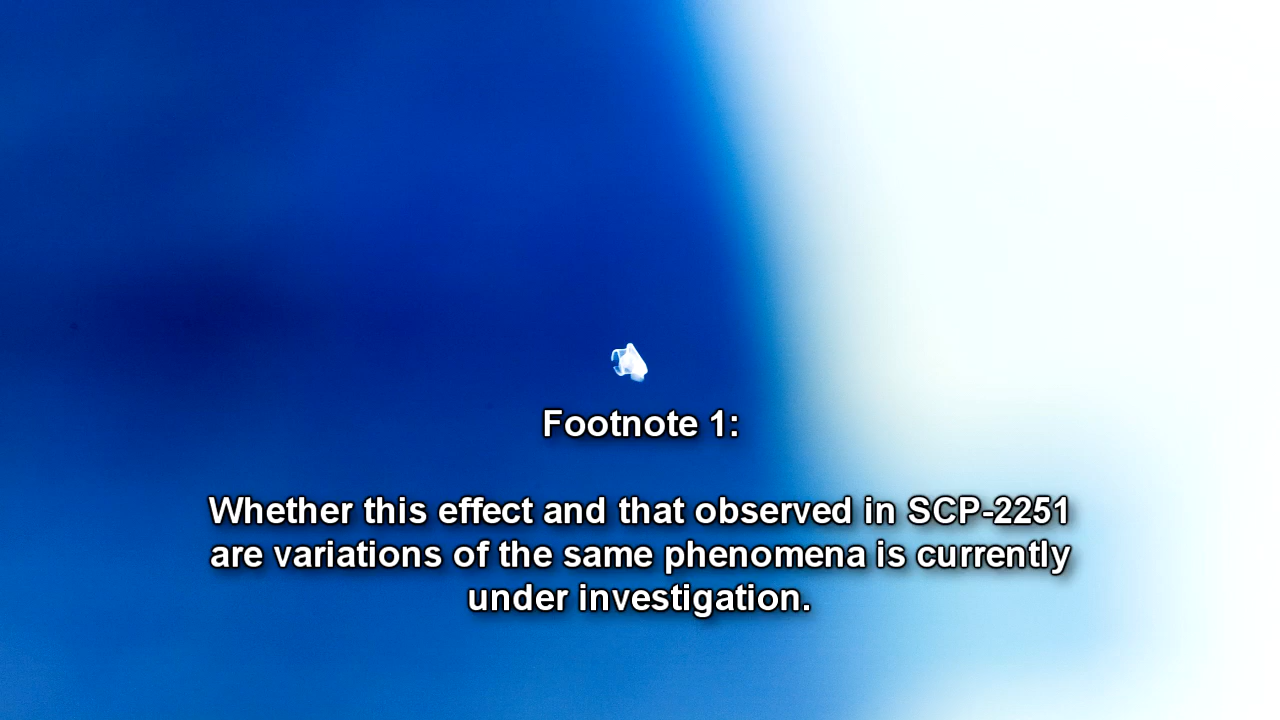 Footnote 1:
Whether this effect and that observed in SCP-2251
are variations of the same phenomena is currently
under investigation.